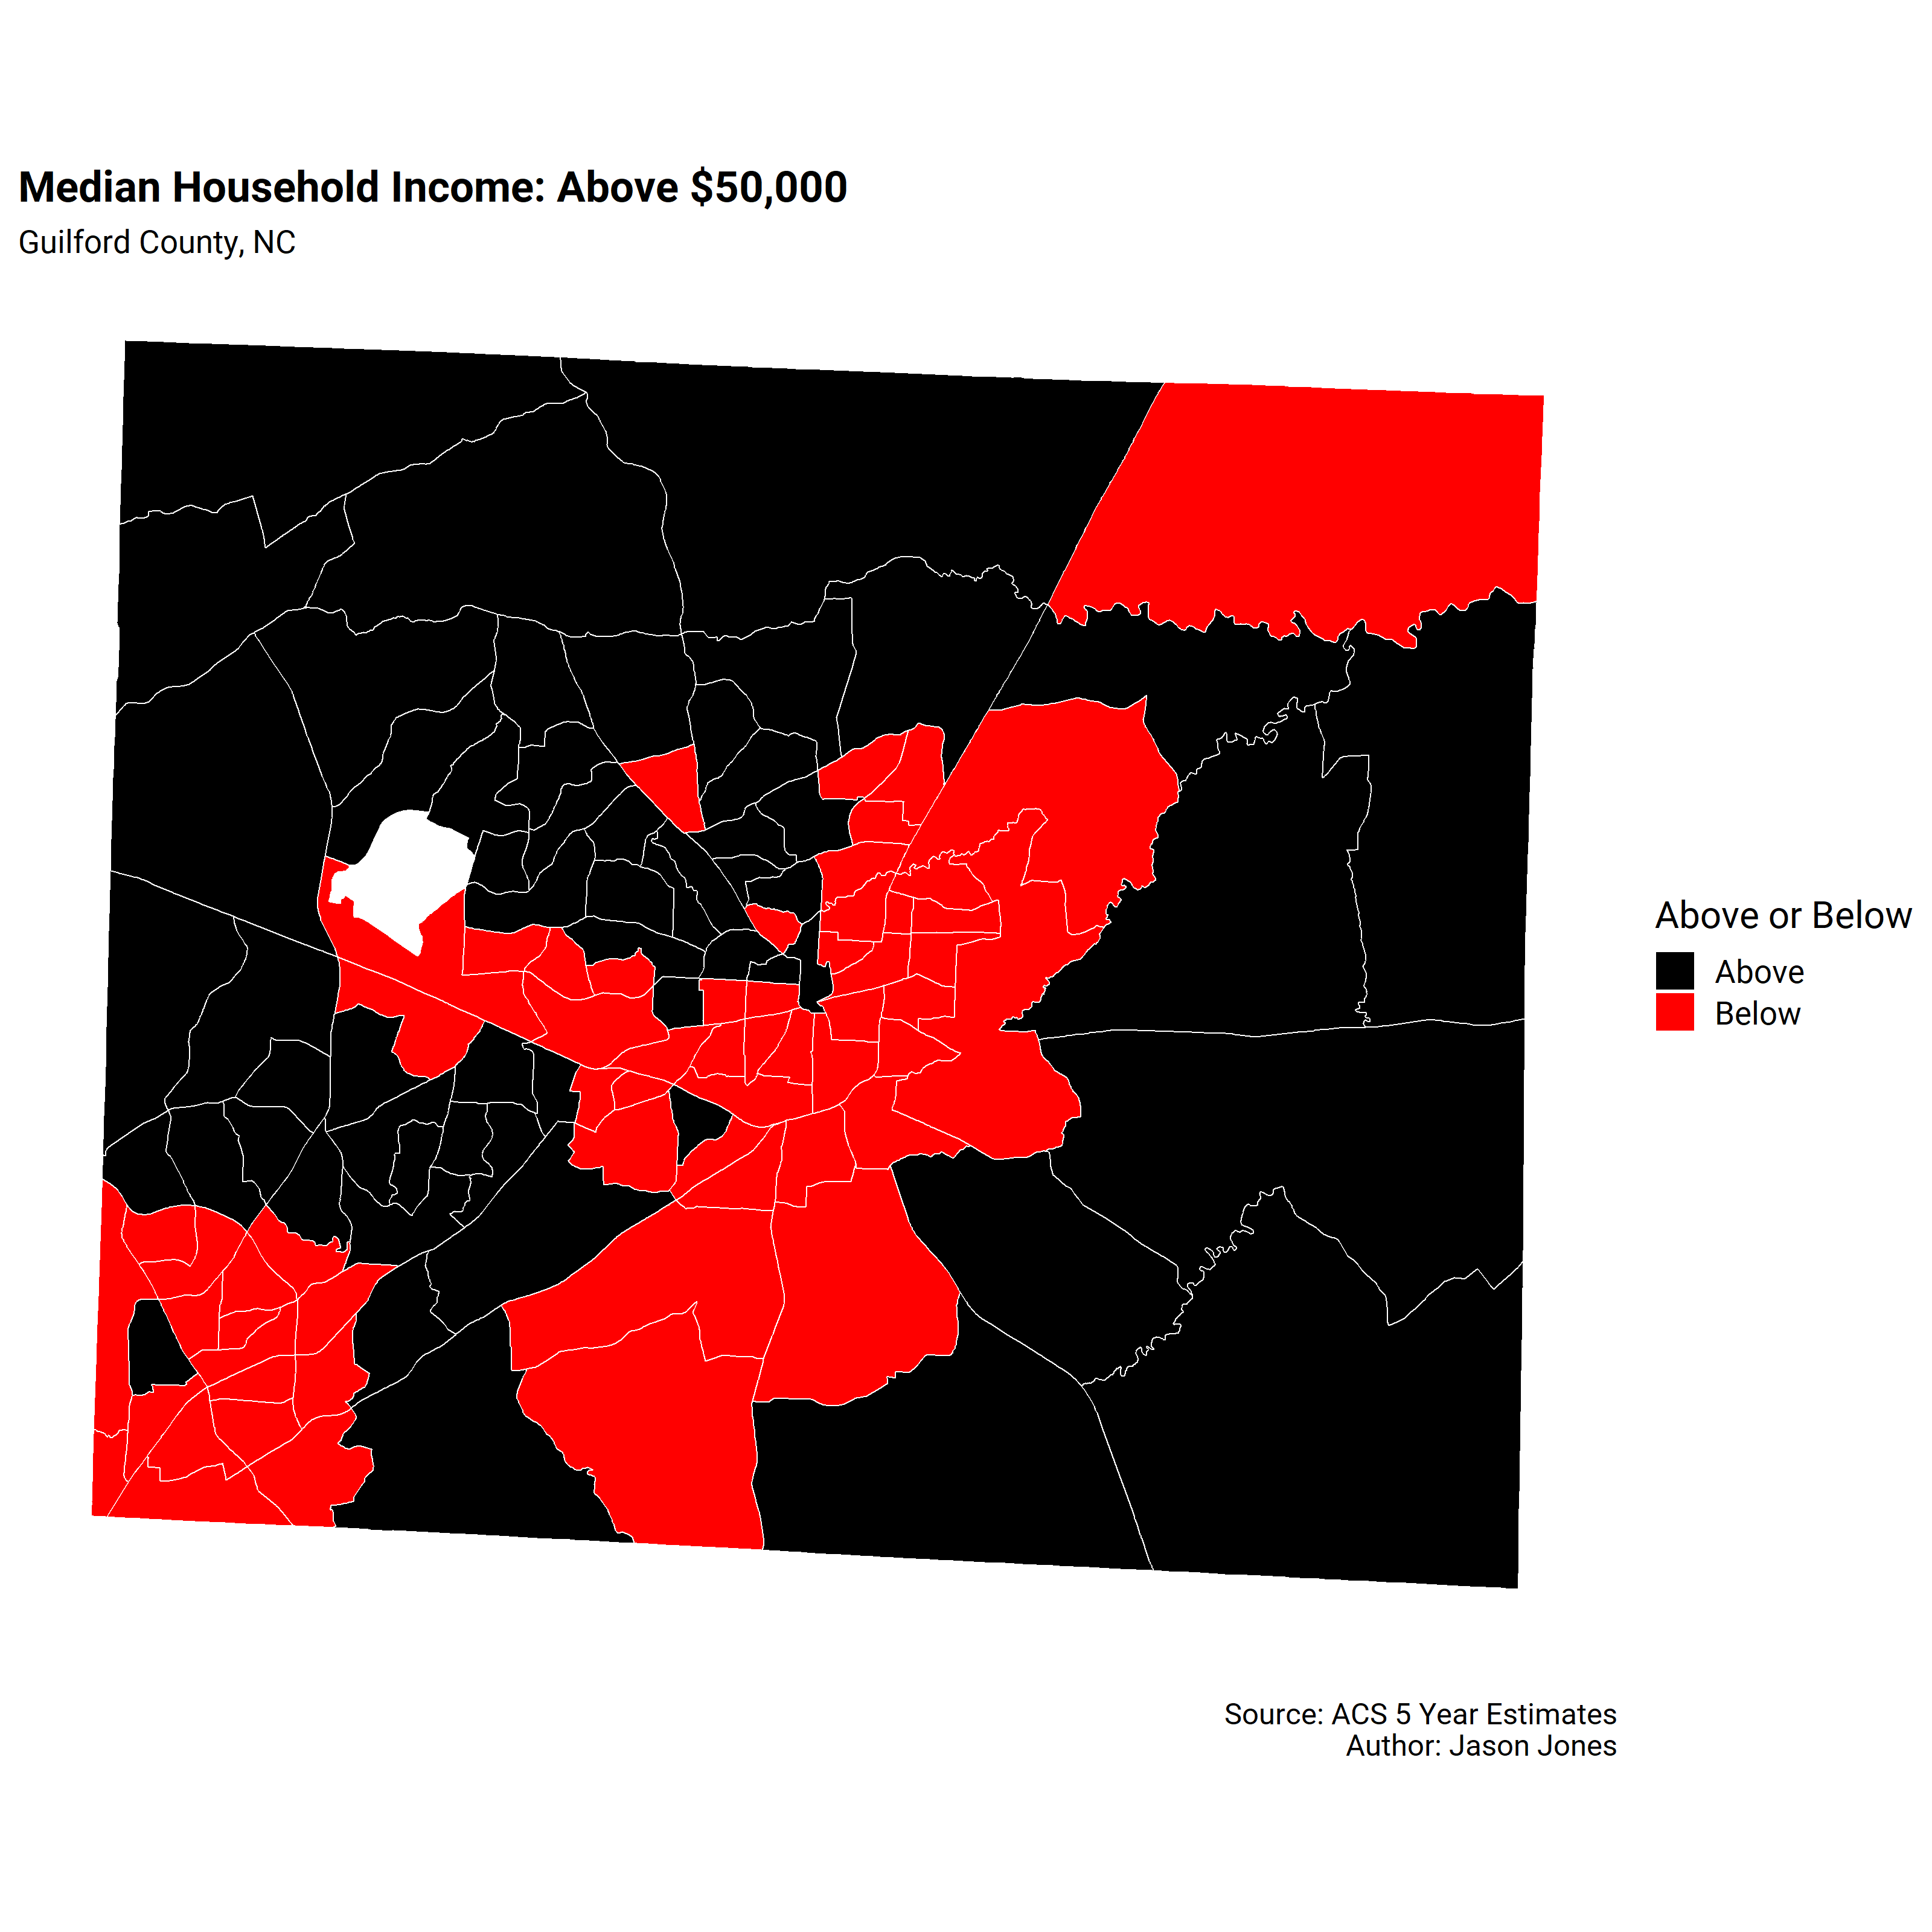 Median Household Income: Above $50,000
Guilford County, NC
Above or Below
Above
Below
Source: ACS 5 Year Estimates
Author: Jason Jones